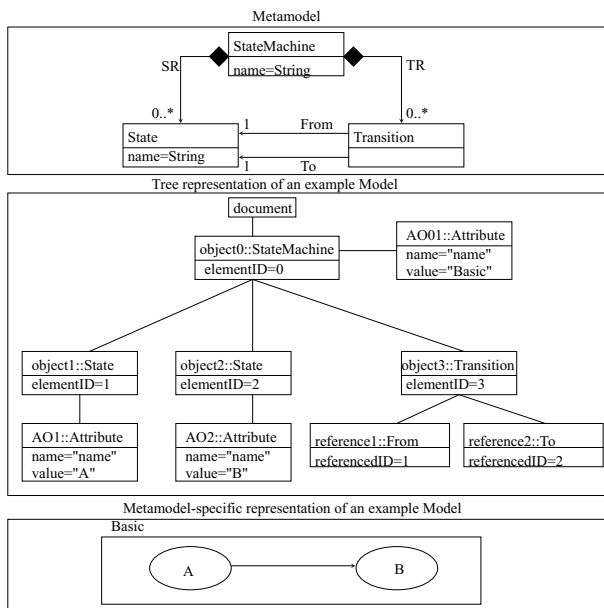 Metamodel
StateMachine
name=String
SR
TR
0..*
0..*
State
name=String
1
From
1
To
Transition
Tree representation of an example Model
document
object0::StateMachine
elementID=0
AO01::Attribute
name="name"
value="Basic"
object1::State
elementID=1
object2::State
elementID=2
object3::Transition
elementID=3
AO1::Attribute
name="name"
value="A"
AO2::Attribute
name="name"
value="B"
reference1::From
referencedID=1
reference2::To
referencedID=2
Metamodel-specific representation of an example Model
Basic
A
B